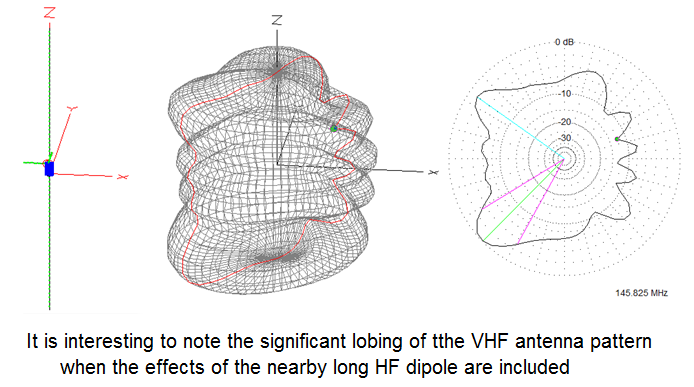 Z
Y
X
Z
X
0 dB
-10
-20
-30
145.825 MHz
It is interesting to note the significant lobing of tthe VHF antenna pattern
when the effects of the nearby long HF dipole are included